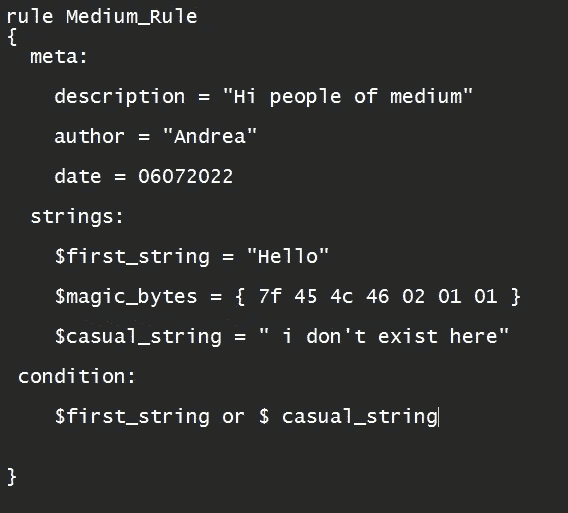 rule Medium_Rule
{
meta:
description = "Hi people of medium"
author = "Andrea"
date = 06072022
strings:
$first_string = "Hello"
$magic_bytes = { 7f 45 4c 46 02 01 01 }
$casual_string = " i don't exist here"
condition:
$first_string or $ casual_string
}